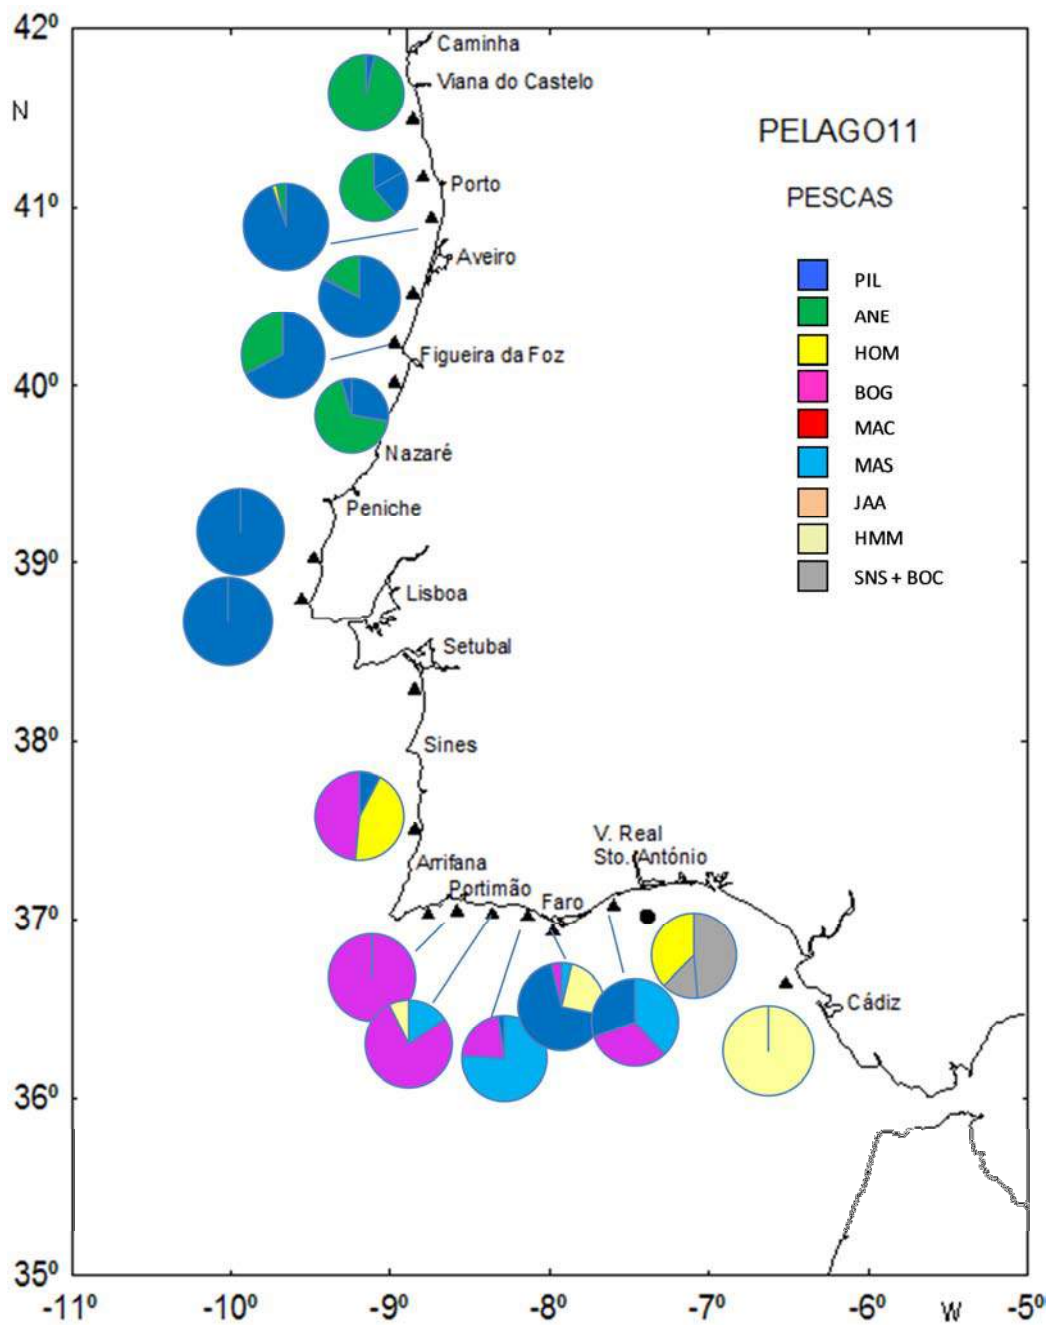 42⁰
Caminha
Viana do Castelo
N
PELAGO11
Porto
PESCAS
41⁰
Aveiro
PIL
ANE
HOM
Figueira da Foz
40⁰
BOG
MAC
Nazaré
MAS
Peniche
JAA
HMM
39⁰
SNS + BOC
Lisboa
Setubal
38⁰
Sines
V. Real
Sto. António
Arrifana
Portimão
Faro
37⁰
Cádiz
36⁰
35⁰
-11⁰ -10⁰ -9⁰ -8⁰ -7⁰ -6⁰ W -5⁰